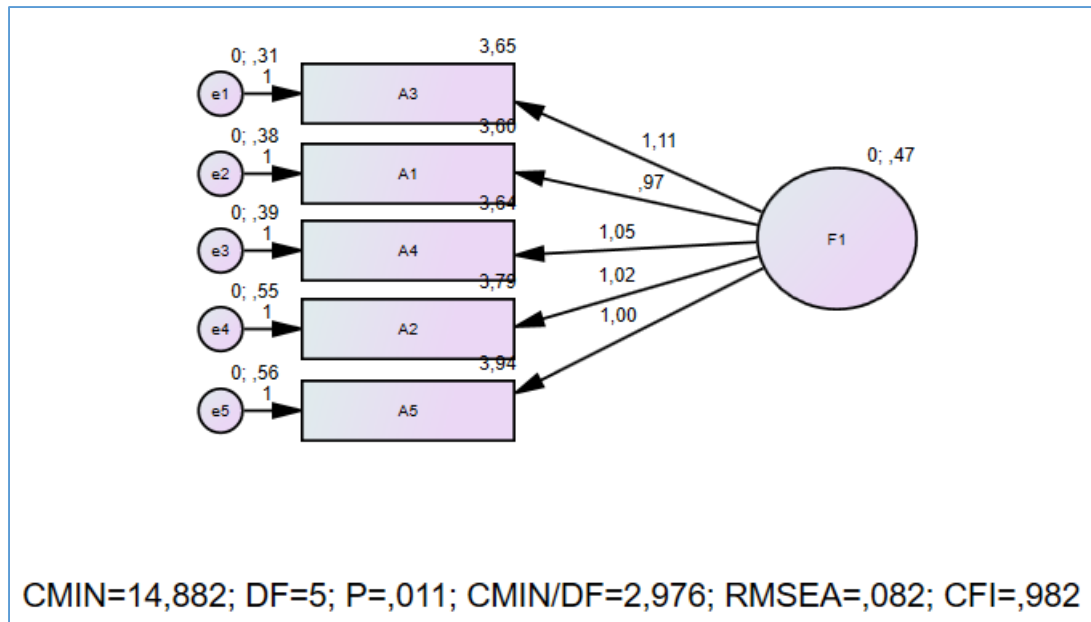 3,65
0; ,31
1
e1
A3
3,60
0; ,38
1
e2
A1
3,64
0; ,39
1
e3
A4
3,79
0; ,55
1
e4
A2
3,94
0; ,56
1
e5
A5
1,11
,97
1,05
1,02
1,00
0; ,47
F1
CMIN=14,882; DF=5; P=,011; CMIN/DF=2,976; RMSEA=,082; CFI=,982